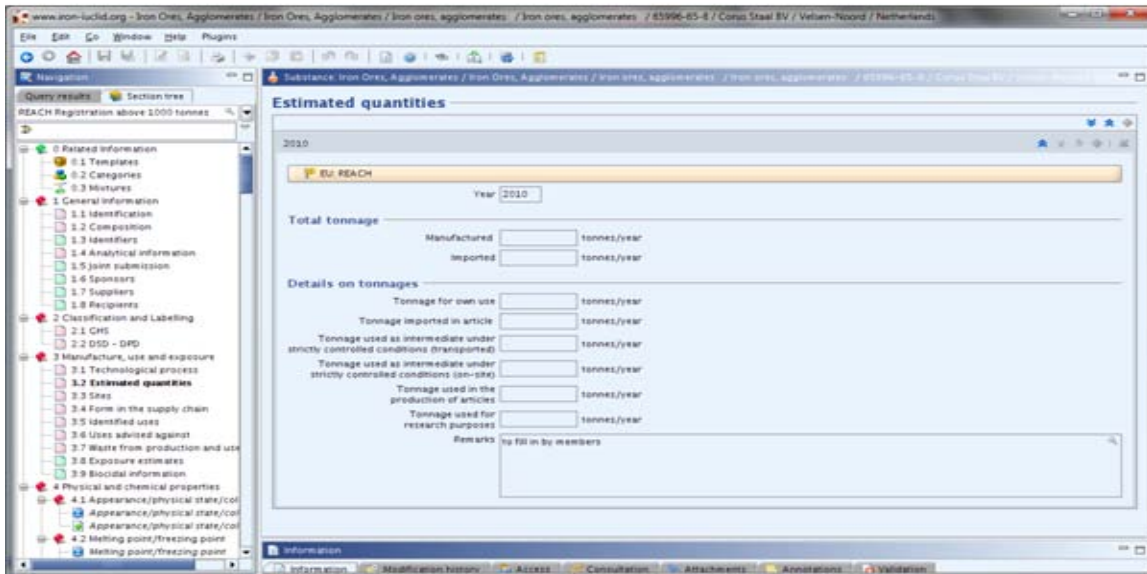 www.iron-iuclid.org - Iron Ores, Agglomerates / Iron Ores, Agglomerates / Iron ores, agglomerates / Iron ores, agglomerates / 65996-65-8 / Corus Staal BV / Velsen-Noord / Netherlands
File Edit Go Window Help Plugins
Navigation
Query results Section tree
REACH Registration above 1000 tonnes
0 Related Information
0.1 Templates
0.2 Categories
0.3 Mixtures
1 General Information
1.1 Identification
1.2 Composition
1.3 Identifiers
1.4 Analytical information
1.5 Joint submission
1.6 Sponsors
1.7 Suppliers
1.8 Recipients
2 Classification and Labelling
2.1 GHS
2.2 DSD - DPD
3 Manufacture, use and exposure
3.1 Technological process
3.2 Estimated quantities
3.3 Sites
3.4 Form in the supply chain
3.5 Identified uses
3.6 Uses advised against
3.7 Waste from production and use
3.8 Exposure estimates
3.9 Biocidal information
4 Physical and chemical properties
4.1 Appearance/physical state/col
Appearance/physical state/col
Appearance/physical state/col
4.2 Melting point/freezing point
Melting point/freezing point
Substance: Iron Ores, Agglomerates / Iron Ores, Agglomerates / Iron ores, agglomerates / Iron ores, agglomerates / 65996-65-8
Estimated quantities
2010
EU: REACH
Year 2010
Total tonnage
Manufactured tonnes/year
Imported tonnes/year
Details on tonnages
Tonnage for own use tonnes/year
Tonnage imported in article tonnes/year
Tonnage used as intermediate under
strictly controlled conditions (transported) tonnes/year
Tonnage used as intermediate under
strictly controlled conditions (on-site) tonnes/year
Tonnage used in the
production of articles tonnes/year
Tonnage used for
research purposes tonnes/year
Remarks to fill in by members
Information
Information Modification history Access Consultation Attachments Annotations Validation